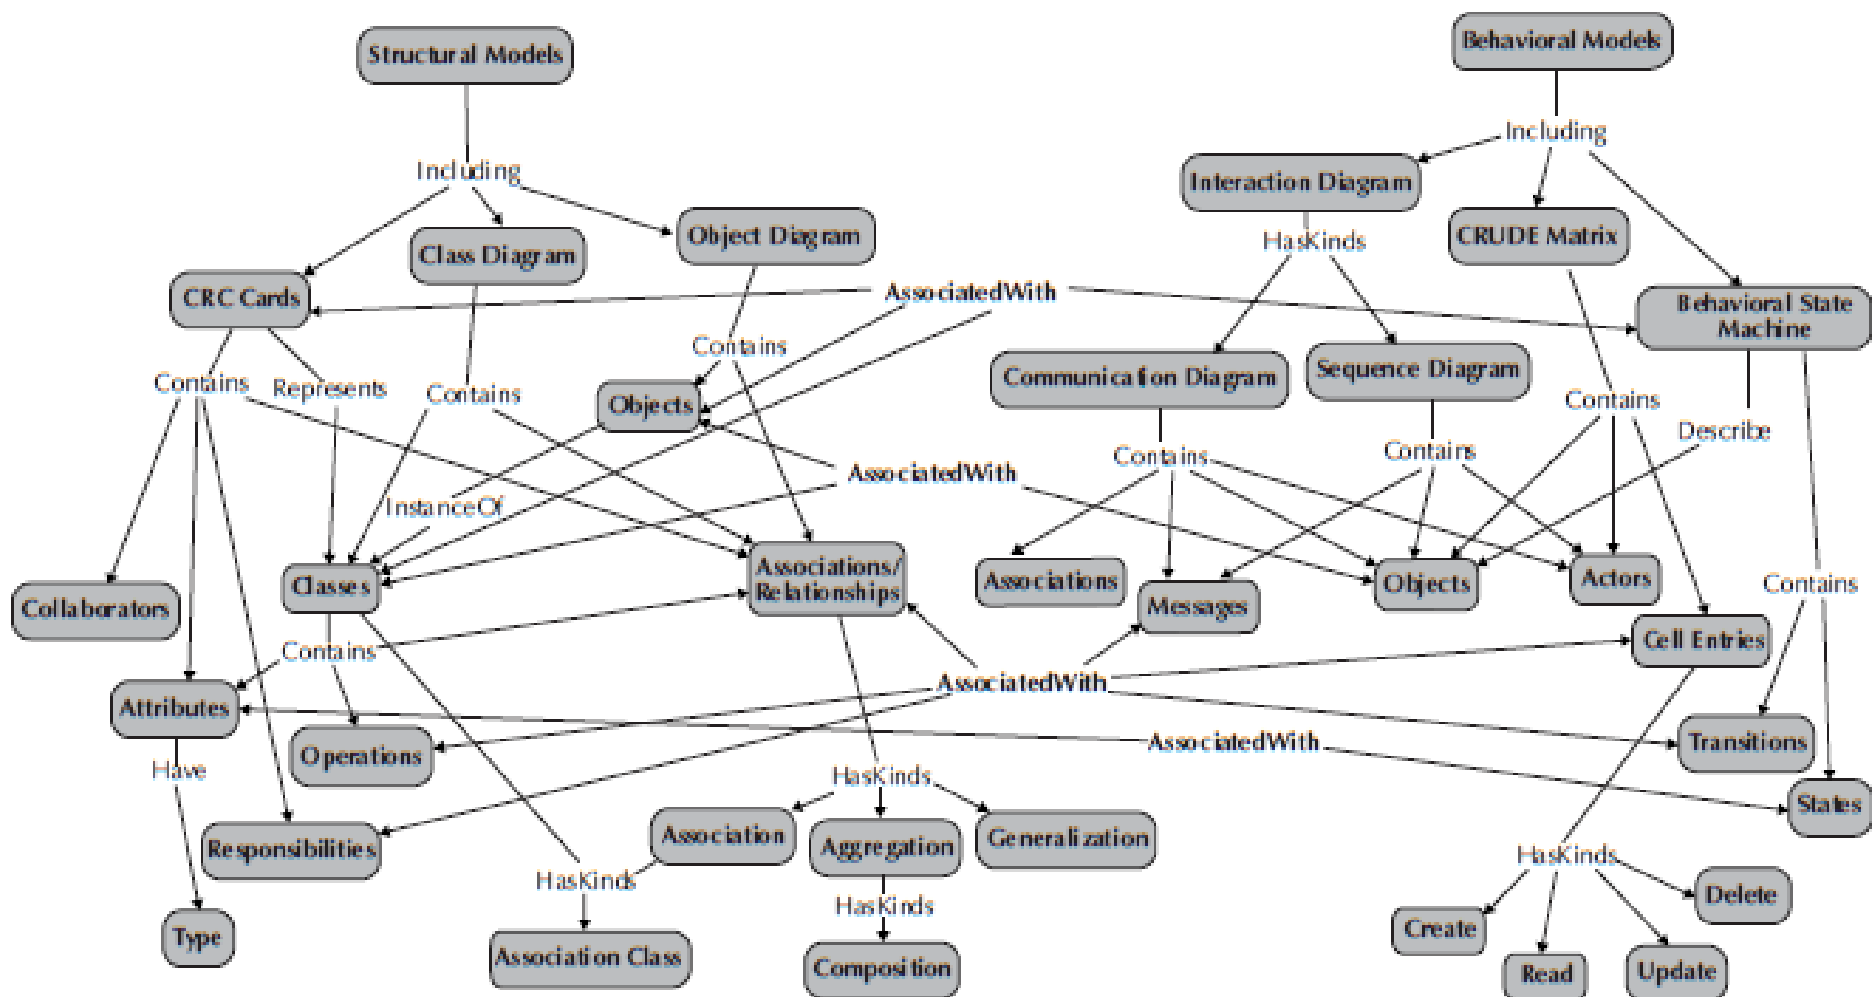 Structural Models
Behavioral Models
Including
Including
Interaction Diagram
Object Diagram
CRUDE Matrix
Class Diagram
HasKinds
CRC Cards
AssociatedWith
Behavioral State
Machine
Contains
Communication Diagram
Sequence Diagram
Contains
Represents
Contains
Objects
Contains
Describe
Contains
Contains
AssociatedWith
InstanceOf
Classes
Associations/
Relationships
Associations
Objects
Actors
Contains
Collaborators
Messages
Cell Entries
Contains
AssociatedWith
Attributes
Operations
AssociatedWith
Transitions
Have
HasKinds
States
Responsibilities
Association
Aggregation
Generalization
HasKinds
HasKinds
Delete
HasKinds
Create
Type
Association Class
Composition
Read
Update